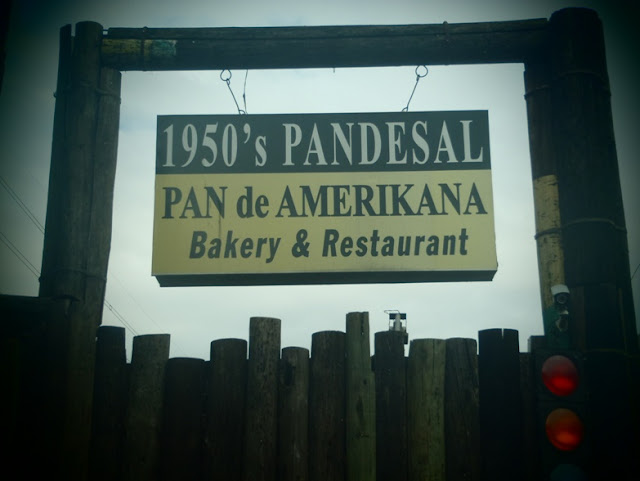 1950's PANDESAL
PAN de AMERIKANA
Bakery & Restaurant